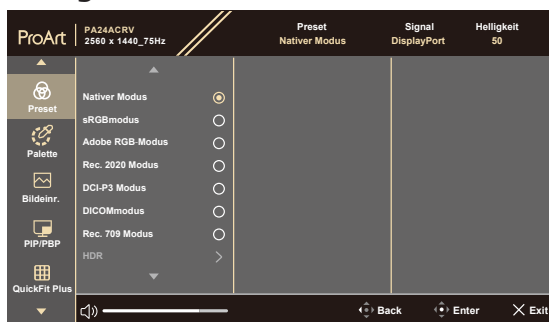 ProArt
PA24ACRV
2560 x 1440_75Hz
Preset
Nativer Modus
Signal
DisplayPort
Helligkeit
50
Preset
Palette
Bildeinr.
PIP/PBP
QuickFit Plus
Nativer Modus
sRGBmodus
Adobe RGB-Modus
Rec. 2020 Modus
DCI-P3 Modus
DICOMmodus
Rec. 709 Modus
HDR
Back
Enter
Exit